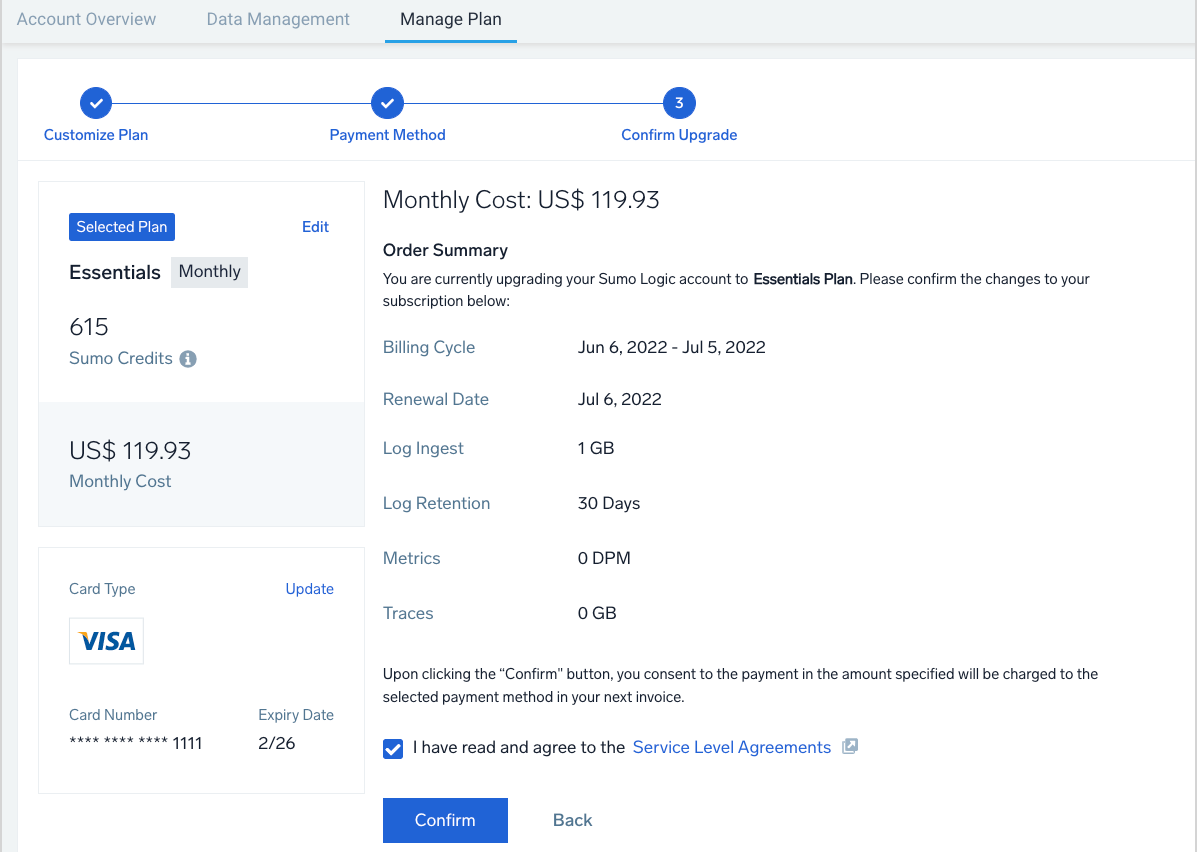 Account Overview Data Management Manage Plan
3
Customize Plan Payment Method Confirm Upgrade
Selected Plan Edit
Essentials Monthly
615
Sumo Credits
US$ 119.93
Monthly Cost
Card Type Update
VISA
Card Number Expiry Date
**** **** **** 1111 2/26
Monthly Cost: US$ 119.93
Order Summary
You are currently upgrading your Sumo Logic account to Essentials Plan. Please confirm the changes to your
subscription below:
Billing Cycle Jun 6, 2022 - Jul 5, 2022
Renewal Date Jul 6, 2022
Log Ingest 1 GB
Log Retention 30 Days
Metrics 0 DPM
Traces 0 GB
Upon clicking the “Confirm” button, you consent to the payment in the amount specified will be charged to the
selected payment method in your next invoice.
I have read and agree to the Service Level Agreements
Confirm Back